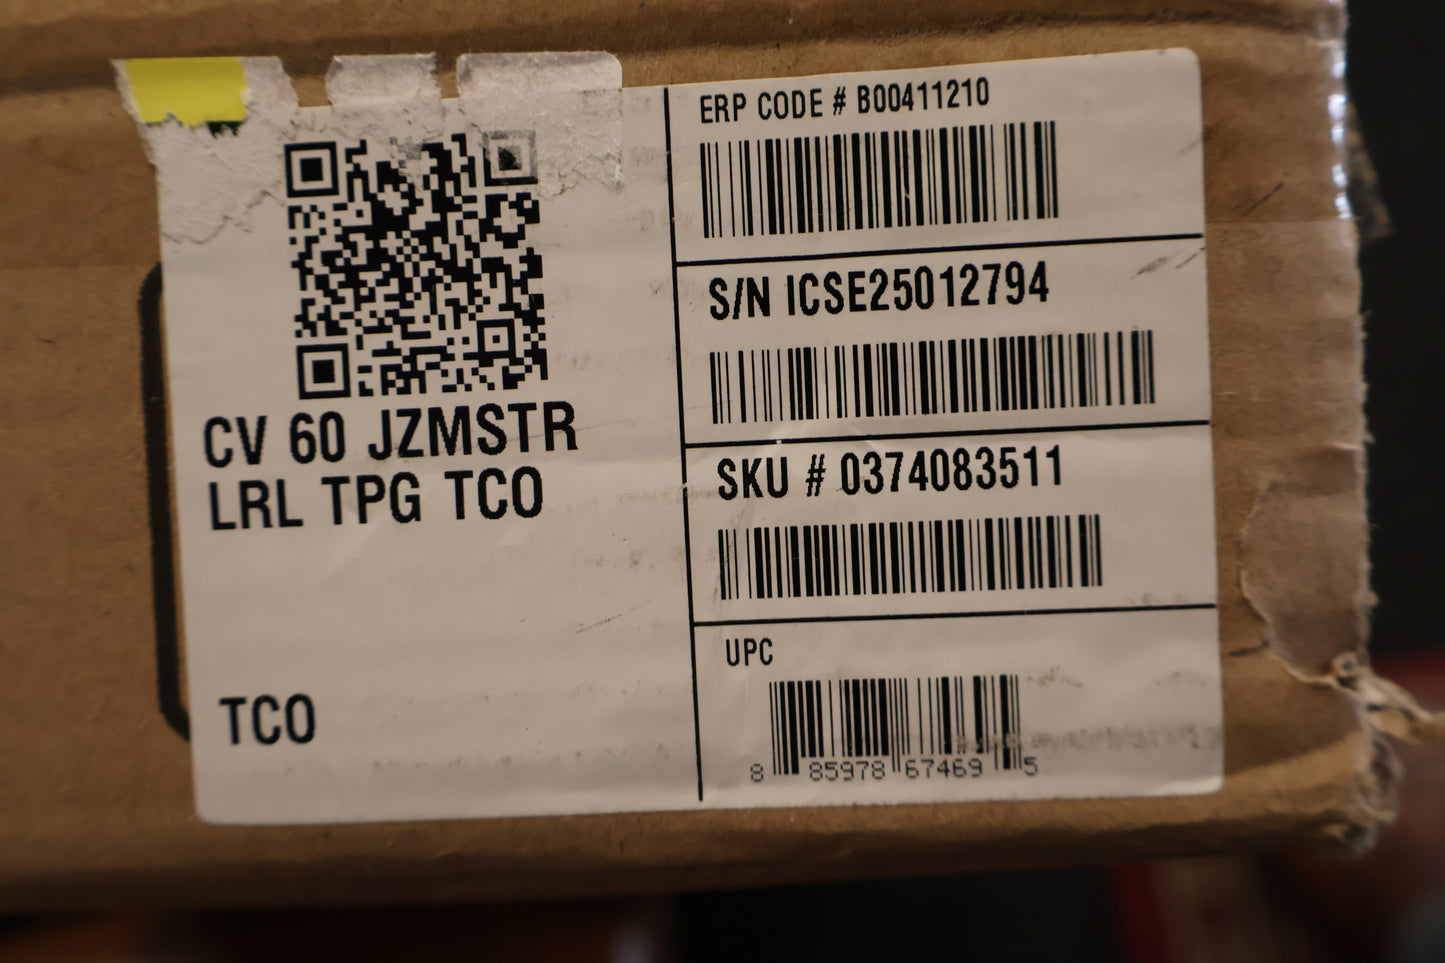 CV 60 JZMSTR
LRL TPG TCO
TCO
ERP CODE # B00411210
S/N ICSE25012794
SKU # 0374083511
UPC
8 85978 67469 5